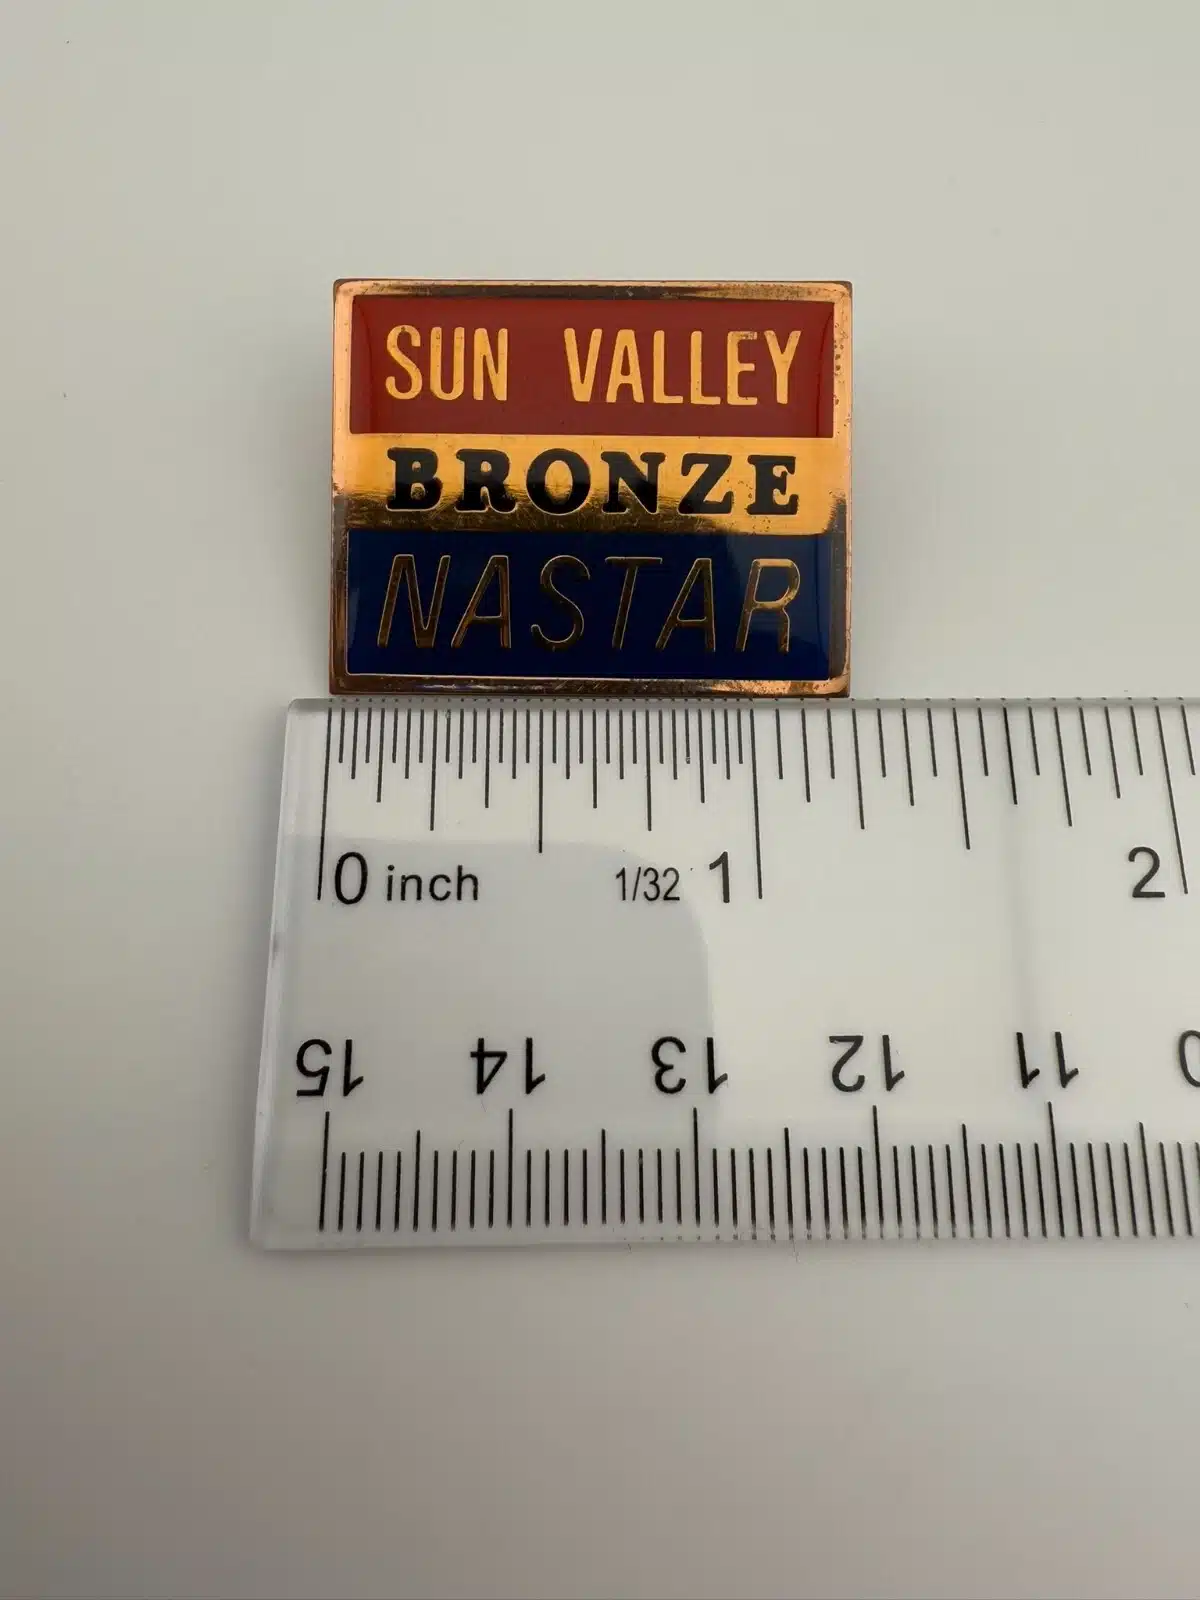 SUN VALLEY
BRONZE
NASTAR
0 inch 1/32 1 2
15 14 13 12 11